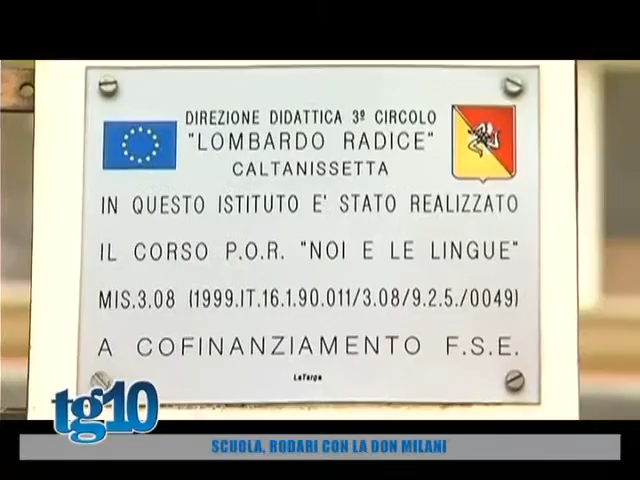 DIREZIONE DIDATTICA 3º CIRCOLO
"LOMBARDO RADICE"
CALTANISSETTA
IN QUESTO ISTITUTO E' STATO REALIZZATO
IL CORSO P.O.R. "NOI E LE LINGUE"
MIS.3.08 (1999.IT.16.1.90.011/3.08/9.2.5./0049)
A COFINANZIAMENTO F.S.E.
LaTarga
tg10
SCUOLA, RODARI CON LA DON MILANI